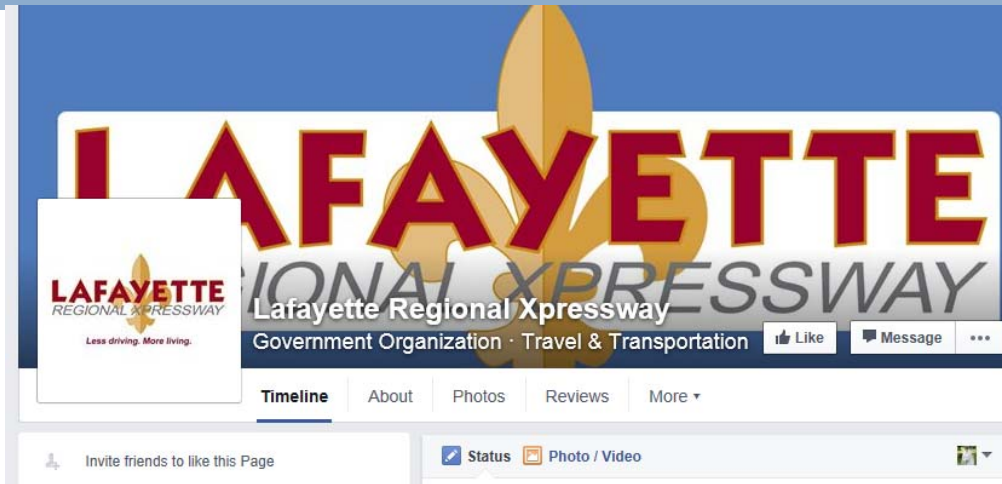 LAFAYETTE
REGIONAL XPRESSWAY
LAFAYETTE
REGIONAL XPRESSWAY
Less driving. More living.
Lafayette Regional Xpressway
Government Organization · Travel & Transportation
Like
Message
Timeline About Photos Reviews More
Invite friends to like this Page
Status Photo / Video